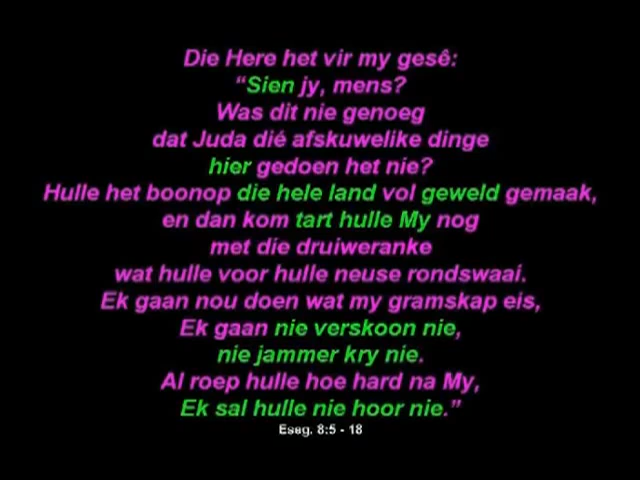 Die Here het vir my gesê:
“Sien jy, mens?
Was dit nie genoeg
dat Juda dié afskuwelike dinge
hier gedoen het nie?
Hulle het boonop die hele land vol geweld gemaak,
en dan kom tart hulle My nog
met die druiweranke
wat hulle voor hulle neuse rondswaai.
Ek gaan nou doen wat my gramskap eis,
Ek gaan nie verskoon nie,
nie jammer kry nie.
Al roep hulle hoe hard na My,
Ek sal hulle nie hoor nie.”
Eseg. 8:5 - 18